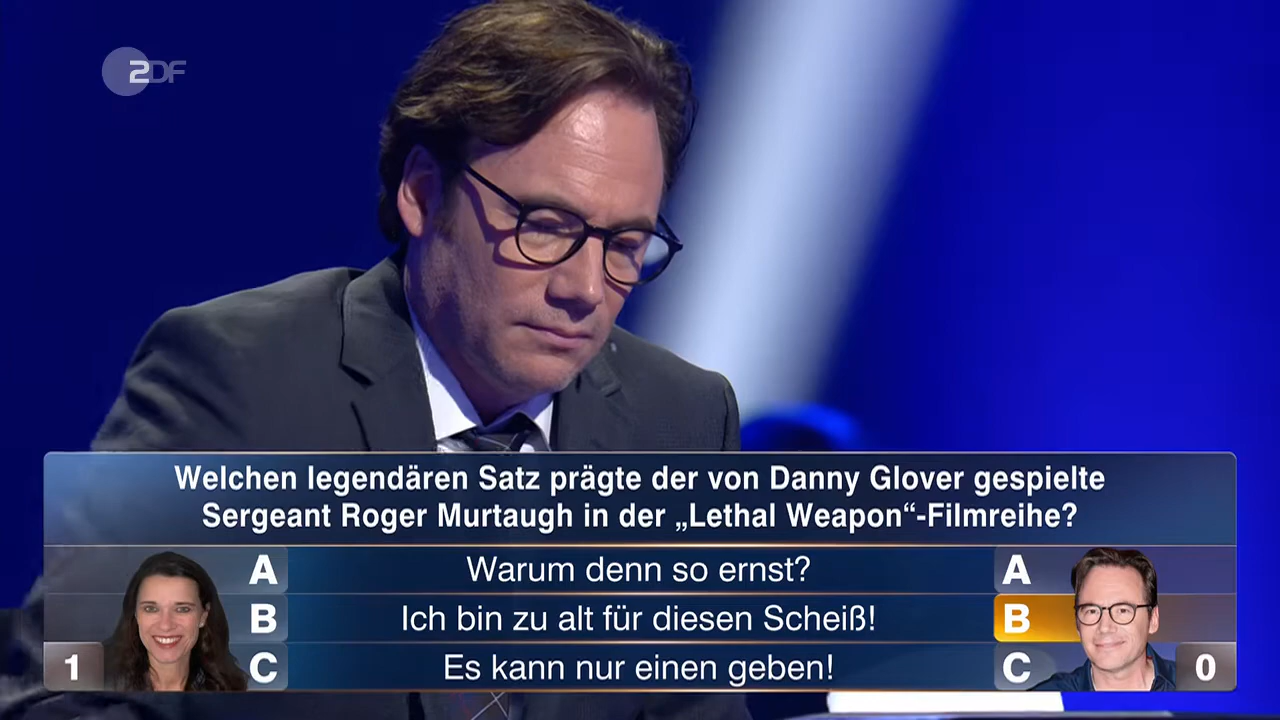 ZDF
Welchen legendären Satz prägte der von Danny Glover gespielte
Sergeant Roger Murtaugh in der „Lethal Weapon“-Filmreihe?
A Warum denn so ernst? A
B Ich bin zu alt für diesen Scheiß! B
1 C Es kann nur einen geben! C 0